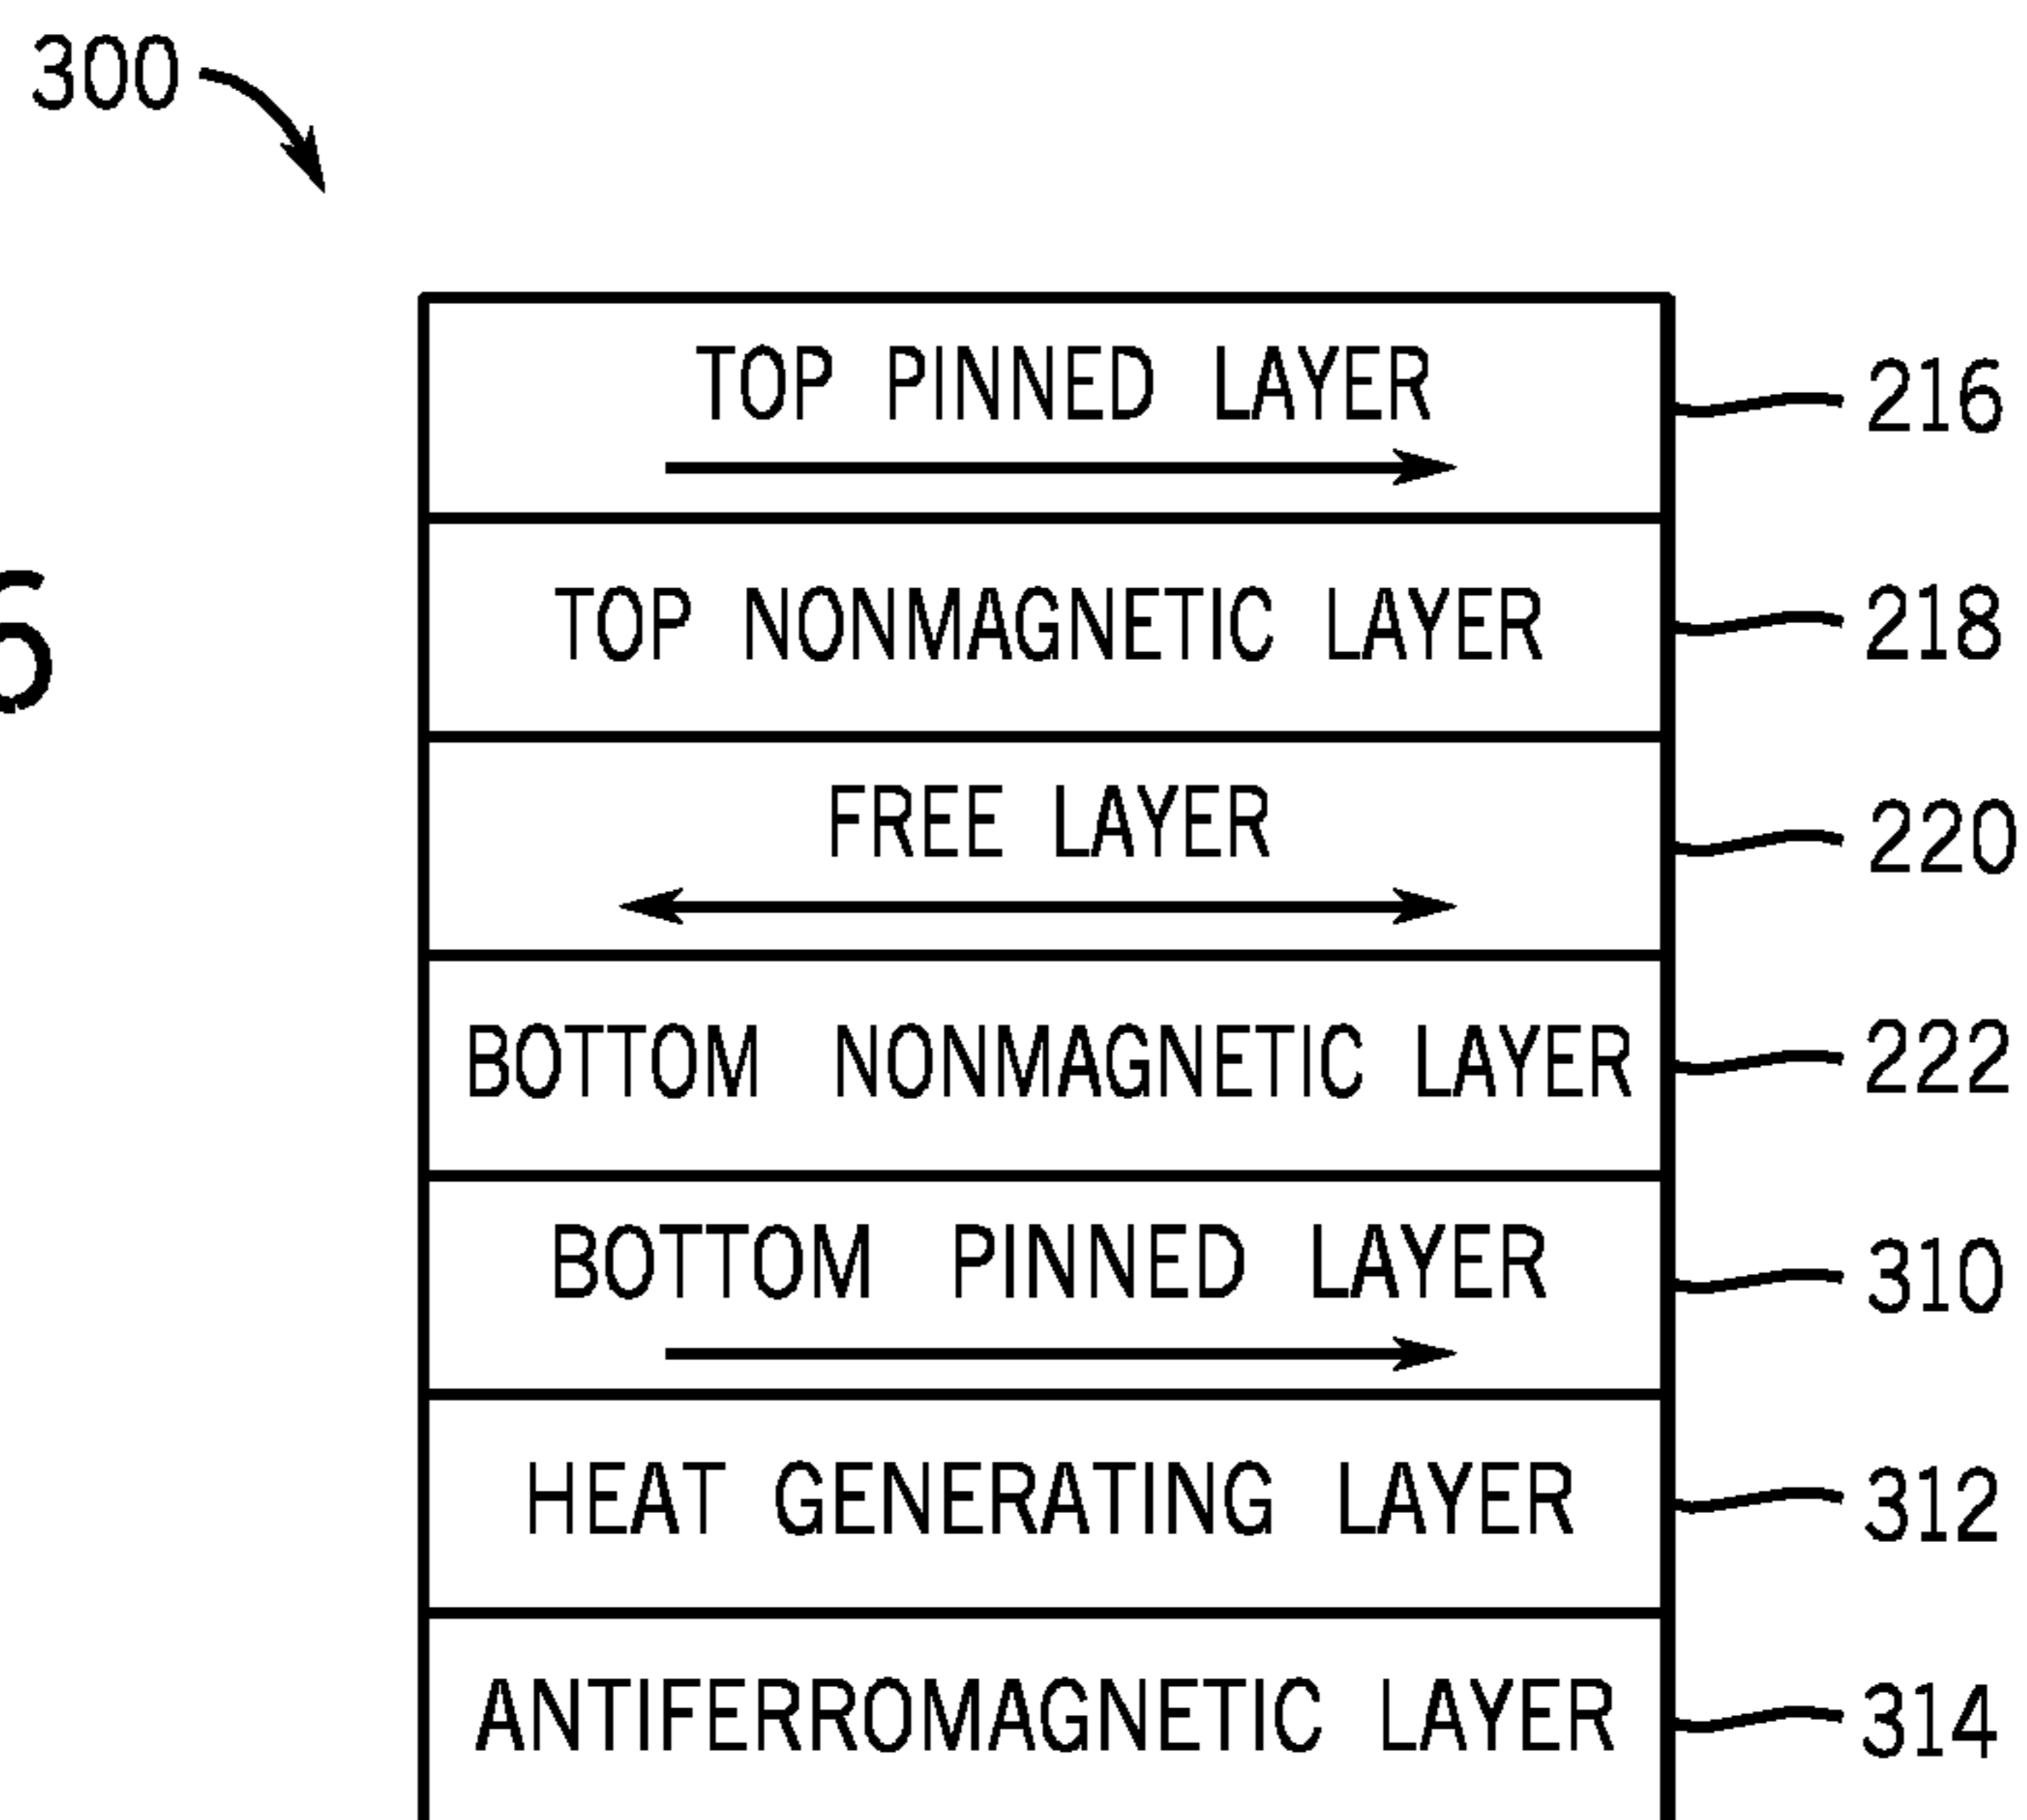 300
TOP PINNED LAYER 216
TOP NONMAGNETIC LAYER 218
6
FREE LAYER 220
BOTTOM NONMAGNETIC LAYER 222
BOTTOM PINNED LAYER 310
HEAT GENERATING LAYER 312
ANTIFERROMAGNETIC LAYER 314